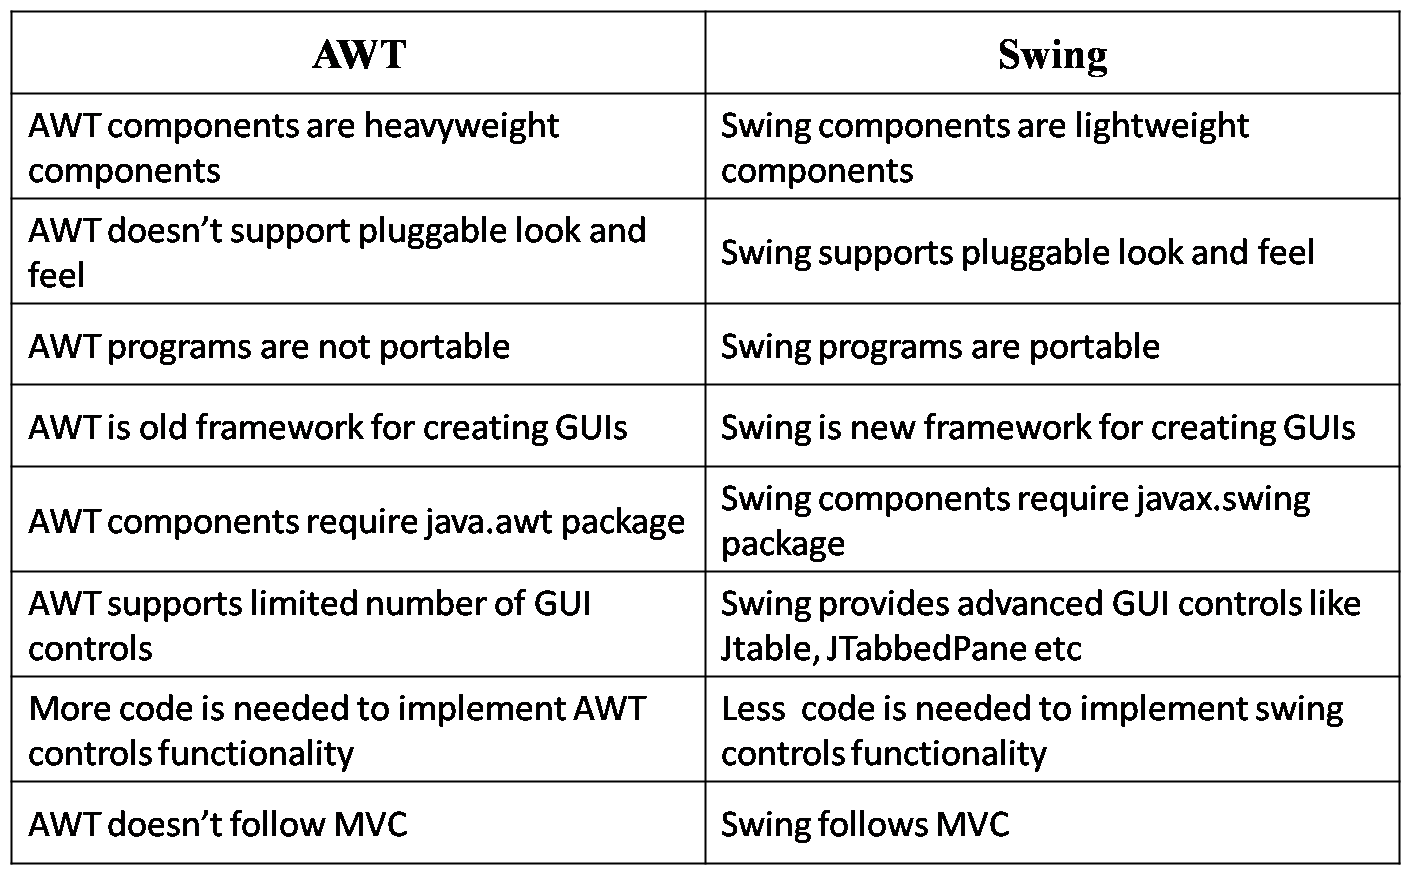 AWT
Swing
AWT components are heavyweight
components
Swing components are lightweight
components
AWT doesn’t support pluggable look and
feel
Swing supports pluggable look and feel
AWT programs are not portable
Swing programs are portable
AWT is old framework for creating GUIs
Swing is new framework for creating GUIs
AWT components require java.awt package
Swing components require javax.swing
package
AWT supports limited number of GUI
controls
Swing provides advanced GUI controls like
Jtable, JTabbedPane etc
More code is needed to implement AWT
controls functionality
Less  code is needed to implement swing
controls functionality
AWT doesn’t follow MVC
Swing follows MVC